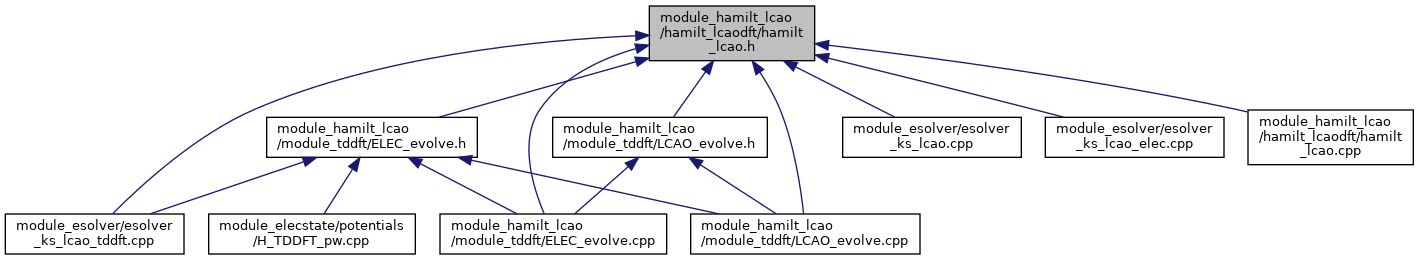 module_hamilt_lcao
/hamilt_lcaodft/hamilt
_lcao.h
module_hamilt_lcao
/module_tddft/ELEC_evolve.h
module_hamilt_lcao
/module_tddft/LCAO_evolve.h
module_esolver/esolver
_ks_lcao.cpp
module_esolver/esolver
_ks_lcao_elec.cpp
module_hamilt_lcao
/hamilt_lcaodft/hamilt
_lcao.cpp
module_esolver/esolver
_ks_lcao_tddft.cpp
module_elecstate/potentials
/H_TDDFT_pw.cpp
module_hamilt_lcao
/module_tddft/ELEC_evolve.cpp
module_hamilt_lcao
/module_tddft/LCAO_evolve.cpp